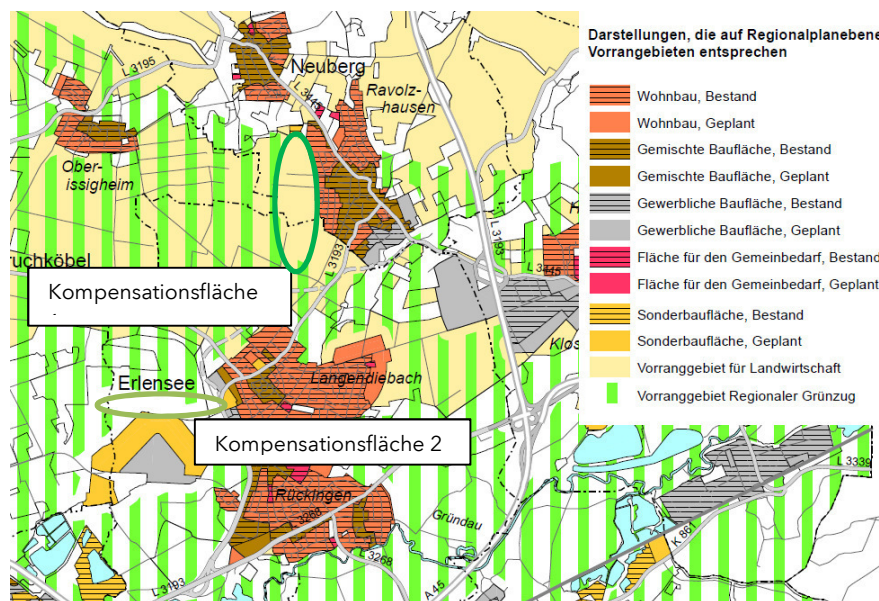 Darstellungen, die auf Regionalplanebene
Vorrangebieten entsprechen
Wohnbau, Bestand
Wohnbau, Geplant
Gemischte Baufläche, Bestand
Gemischte Baufläche, Geplant
Gewerbliche Baufläche, Bestand
Gewerbliche Baufläche, Geplant
Fläche für den Gemeinbedarf, Bestand
Fläche für den Gemeinbedarf, Geplant
Sonderbaufläche, Bestand
Sonderbaufläche, Geplant
Vorranggebiet für Landwirtschaft
Vorranggebiet Regionaler Grünzug
L 3195
Neuberg
Ravolz-
hausen
L 3445
Ober-
issigheim
L 3193
L 3193
L 3445
ruchköbel
Kompensationsfläche
Klos
Erlensee
Langendiebach
Kompensationsfläche 2
Rückingen
3268
Gründau
L 3268
L 3193
A 45
K 861
L 3339